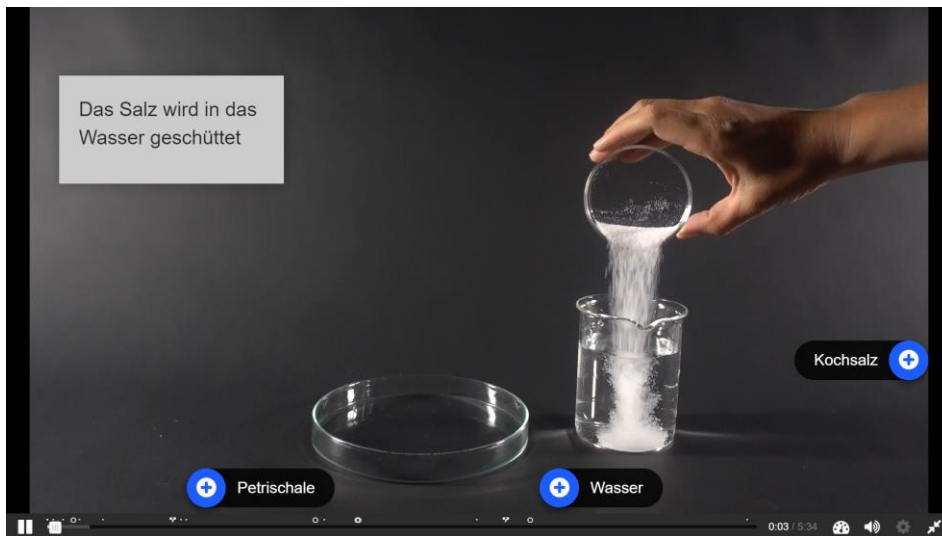 Das Salz wird in das
Wasser geschüttet
Kochsalz
Petrischale
Wasser
0:03 / 5:34